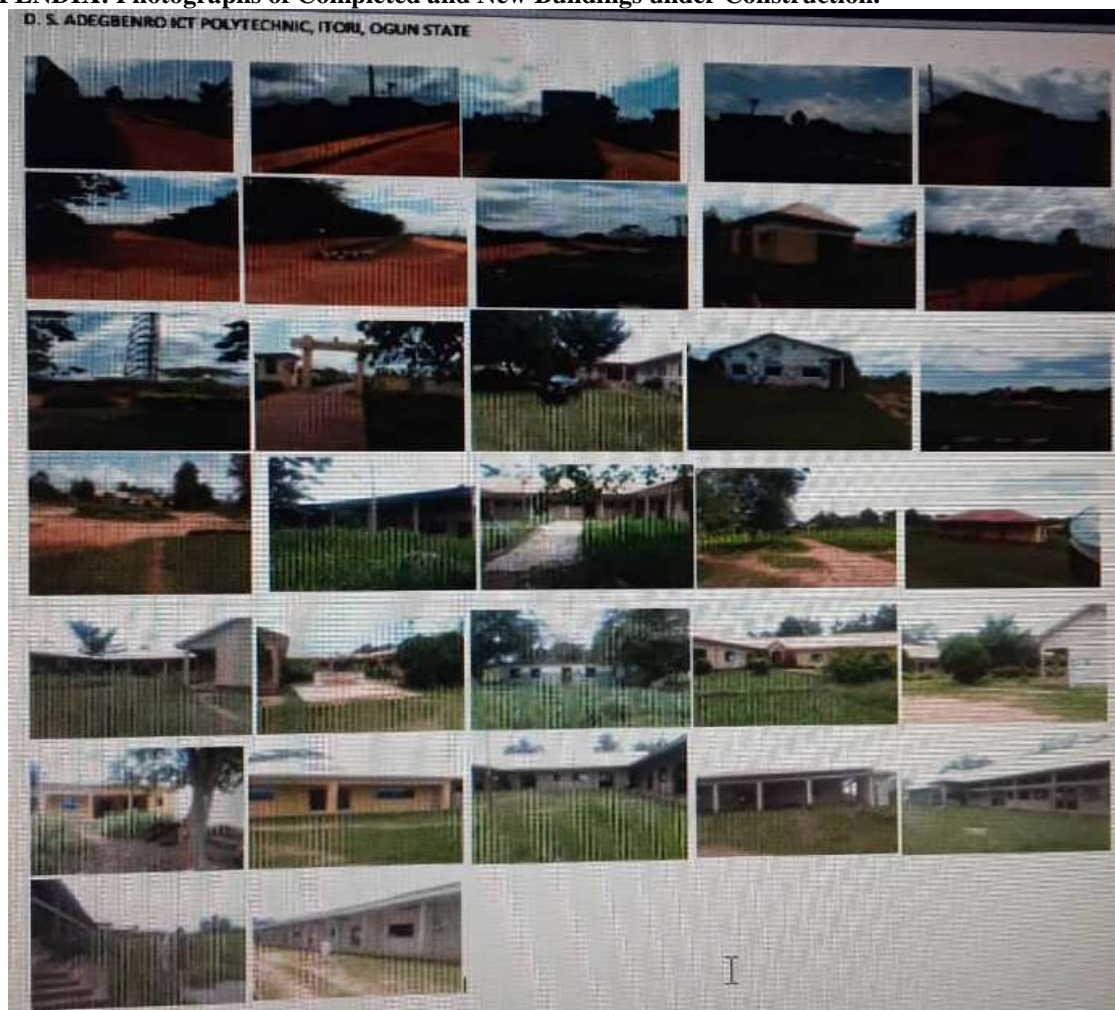 PENDIX: Photographs of Completed and New Buildings under Construction.
D. S. ADEGBENRO ICT POLYTECHNIC, ITORI, OGUN STATE